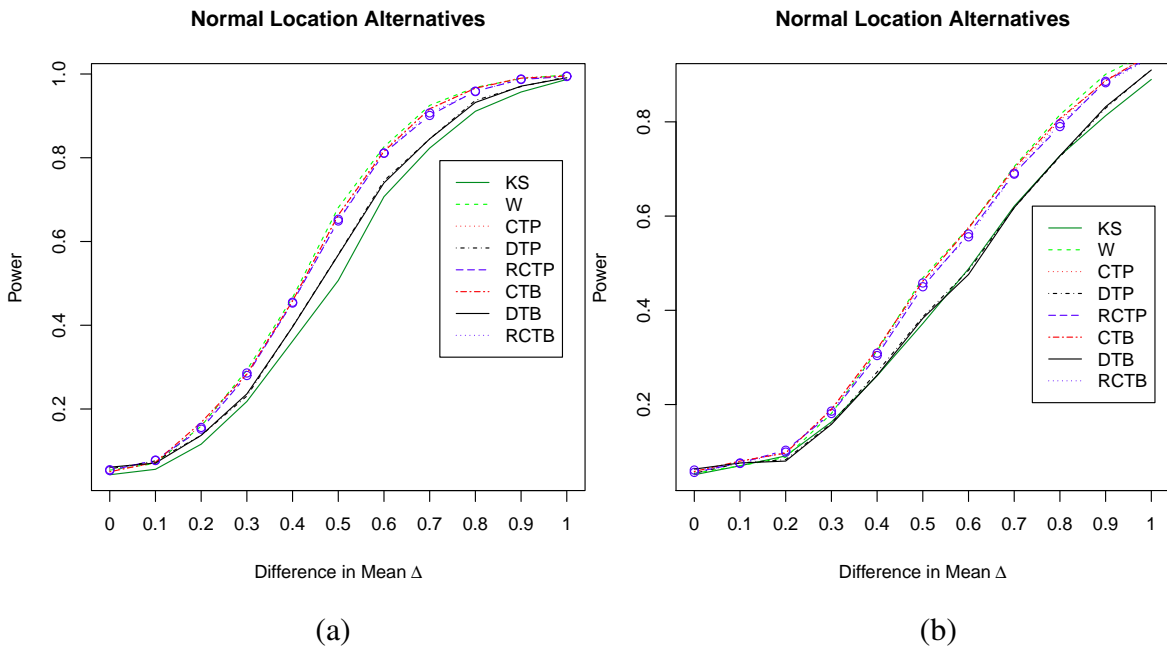 Normal Location Alternatives
Power
1.0
0.8
0.6
0.4
0.2
KS
W
CTP
DTP
RCTP
CTB
DTB
RCTB
0 0.1 0.2 0.3 0.4 0.5 0.6 0.7 0.8 0.9 1
Difference in Mean Δ
(a)
Normal Location Alternatives
Power
0.8
0.6
0.4
0.2
KS
W
CTP
DTP
RCTP
CTB
DTB
RCTB
0 0.1 0.2 0.3 0.4 0.5 0.6 0.7 0.8 0.9 1
Difference in Mean Δ
(b)